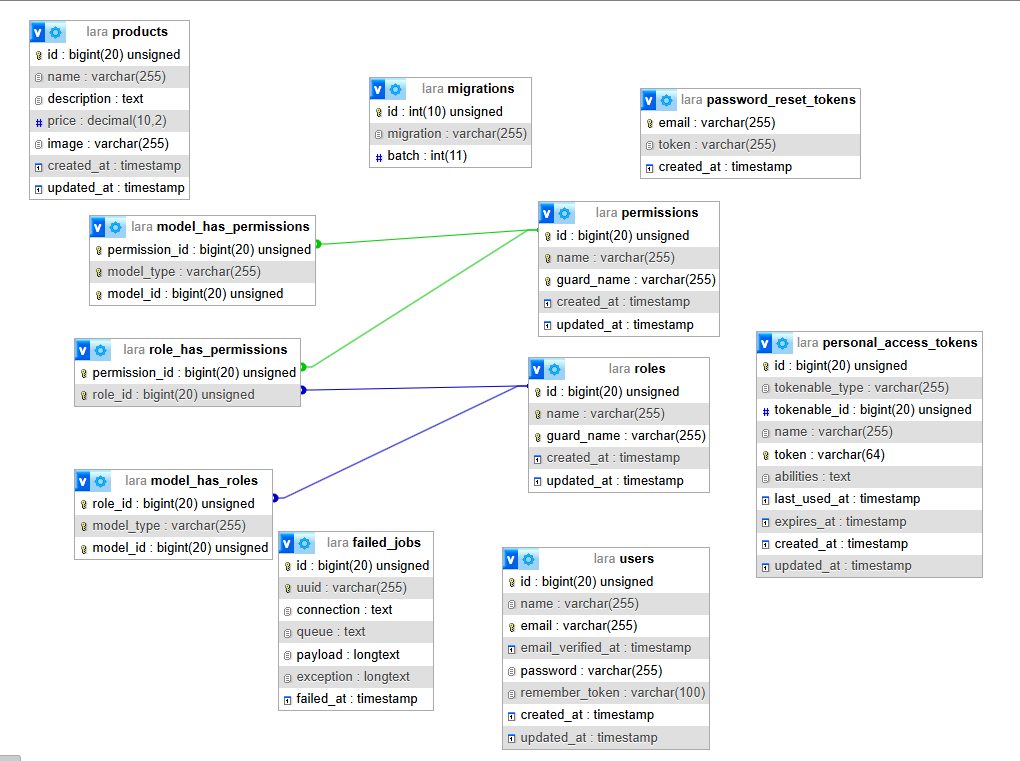 lara products
id : bigint(20) unsigned
name : varchar(255)
description : text
# price : decimal(10,2)
image : varchar(255)
created_at : timestamp
updated_at : timestamp
lara migrations
id : int(10) unsigned
migration : varchar(255)
# batch : int(11)
lara password_reset_tokens
email : varchar(255)
token : varchar(255)
created_at : timestamp
lara model_has_permissions
permission_id : bigint(20) unsigned
model_type : varchar(255)
model_id : bigint(20) unsigned
lara permissions
id : bigint(20) unsigned
name : varchar(255)
guard_name : varchar(255)
created_at : timestamp
updated_at : timestamp
lara role_has_permissions
permission_id : bigint(20) unsigned
role_id : bigint(20) unsigned
lara roles
id : bigint(20) unsigned
name : varchar(255)
guard_name : varchar(255)
created_at : timestamp
updated_at : timestamp
lara personal_access_tokens
id : bigint(20) unsigned
tokenable_type : varchar(255)
# tokenable_id : bigint(20) unsigned
name : varchar(255)
token : varchar(64)
abilities : text
last_used_at : timestamp
expires_at : timestamp
created_at : timestamp
updated_at : timestamp
lara model_has_roles
role_id : bigint(20) unsigned
model_type : varchar(255)
model_id : bigint(20) unsigned
lara failed_jobs
id : bigint(20) unsigned
uuid : varchar(255)
connection : text
queue : text
payload : longtext
exception : longtext
failed_at : timestamp
lara users
id : bigint(20) unsigned
name : varchar(255)
email : varchar(255)
email_verified_at : timestamp
password : varchar(255)
remember_token : varchar(100)
created_at : timestamp
updated_at : timestamp